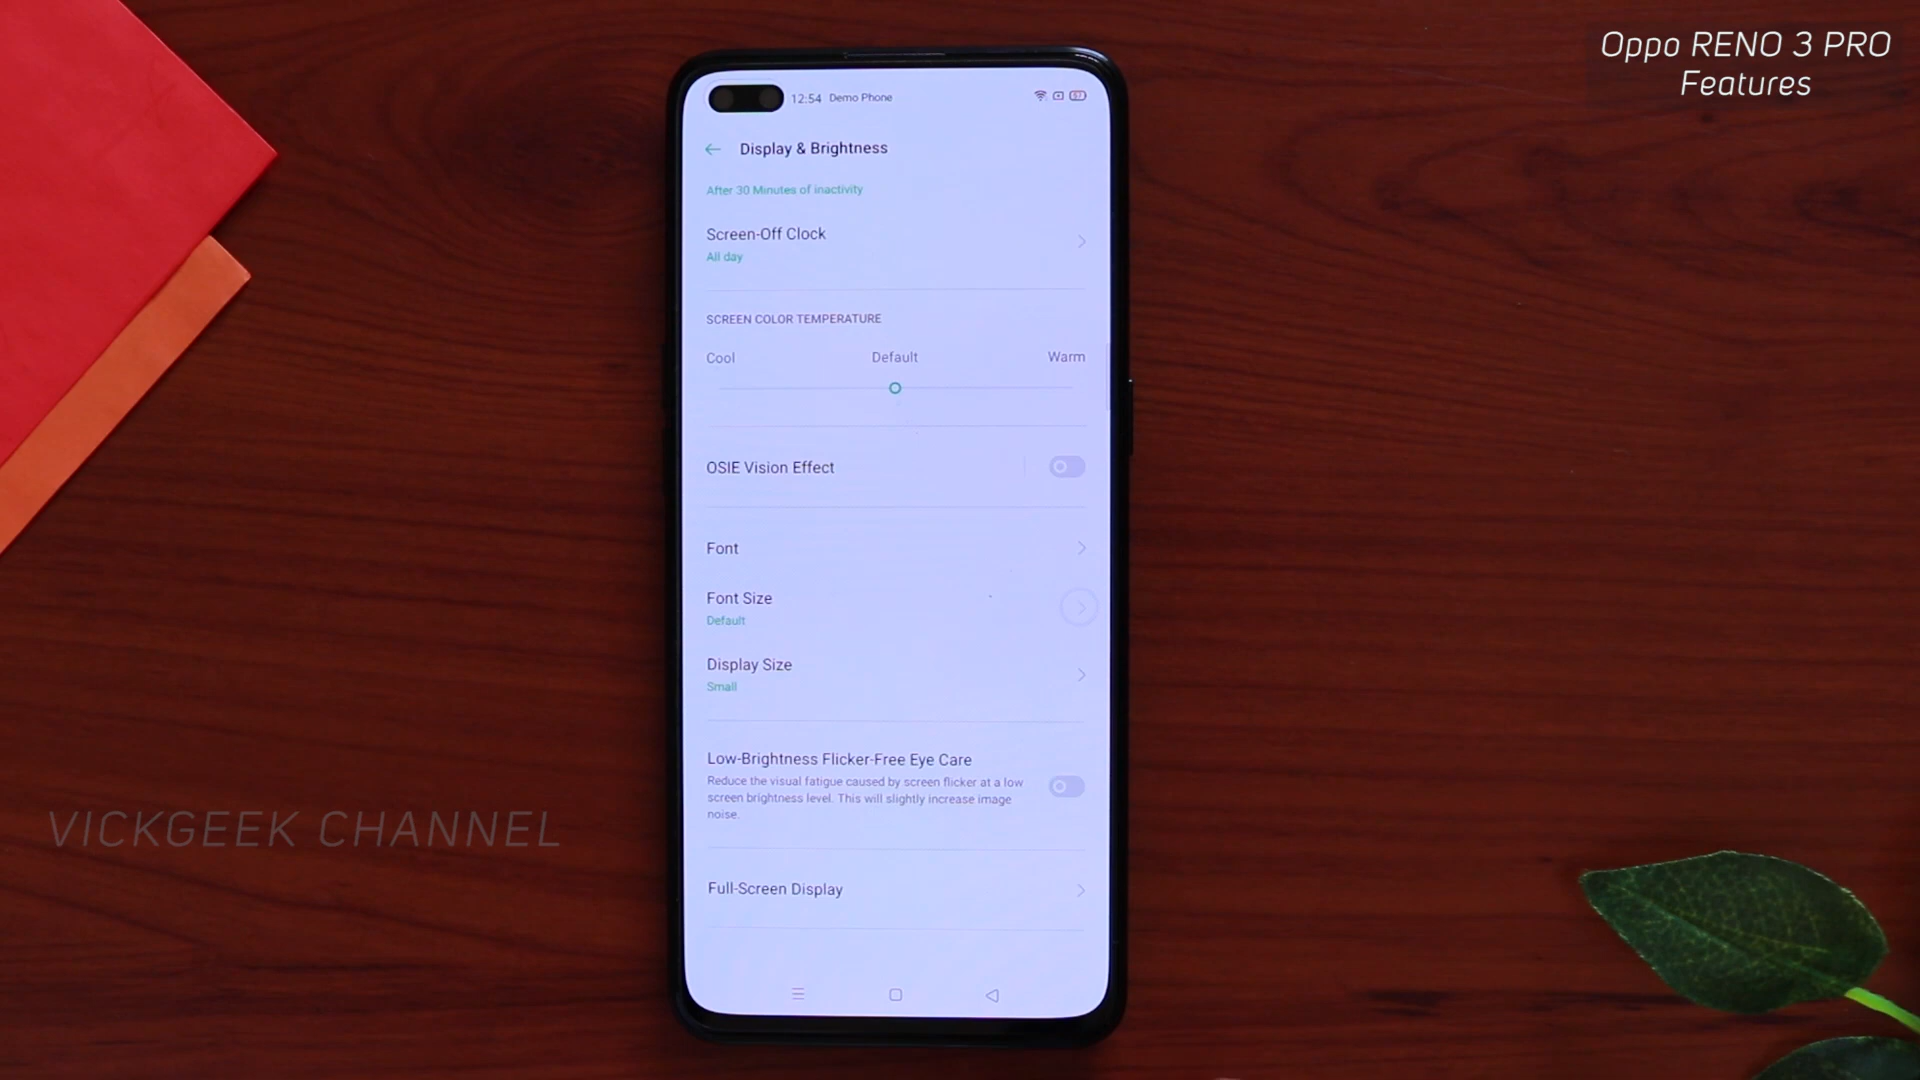 Oppo RENO 3 PRO
Features
12:54 Demo Phone
Display & Brightness
After 30 Minutes of inactivity
Screen-Off Clock
All day
SCREEN COLOR TEMPERATURE
Cool Default Warm
OSIE Vision Effect
Font
Font Size
Default
Display Size
Small
Low-Brightness Flicker-Free Eye Care
Reduce the visual fatigue caused by screen flicker at a low
screen brightness level. This will slightly increase image
noise.
Full-Screen Display
VICKGEEK CHANNEL